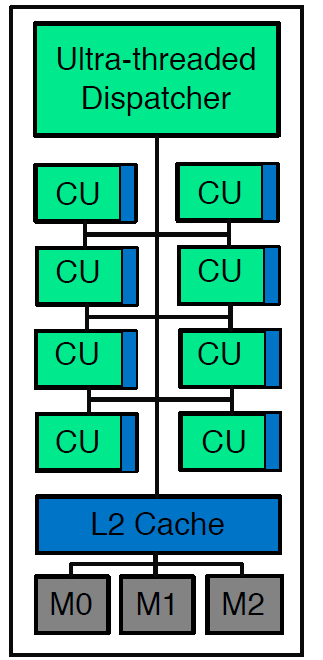 Ultra-threaded
Dispatcher
CU CU
CU CU
CU CU
CU CU
L2 Cache
M0 M1 M2